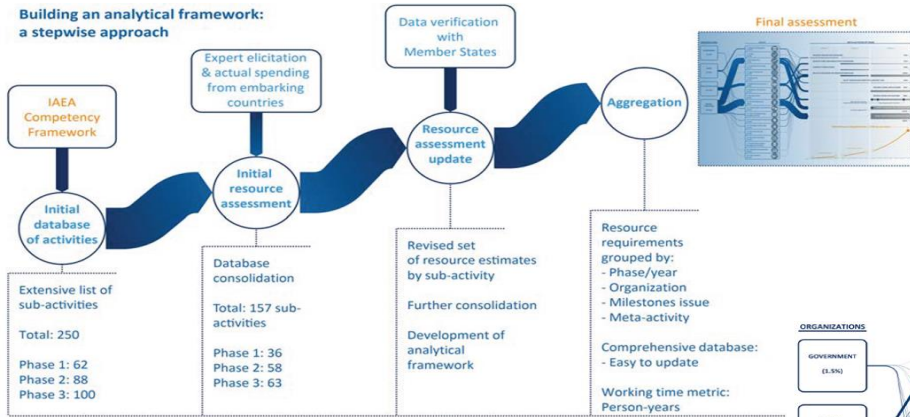 Building an analytical framework:
a stepwise approach
IAEA
Competency
Framework
Expert elicitation
& actual spending
from embarking
countries
Data verification
with
Member States
Final assessment
Initial
database
of activities
Initial
resource
assessment
Resource
assessment
update
Aggregation
Extensive list of
sub-activities
Total: 250
Phase 1: 62
Phase 2: 88
Phase 3: 100
Database
consolidation
Total: 157 sub-
activities
Phase 1: 36
Phase 2: 58
Phase 3: 63
Revised set
of resource estimates
by sub-activity
Further consolidation
Development of
analytical
framework
Resource
requirements
grouped by:
- Phase/year
- Organization
- Milestones issue
- Meta-activity
Comprehensive database:
- Easy to update
Working time metric:
Person-years
ORGANIZATIONS
GOVERNMENT
(1.5%)